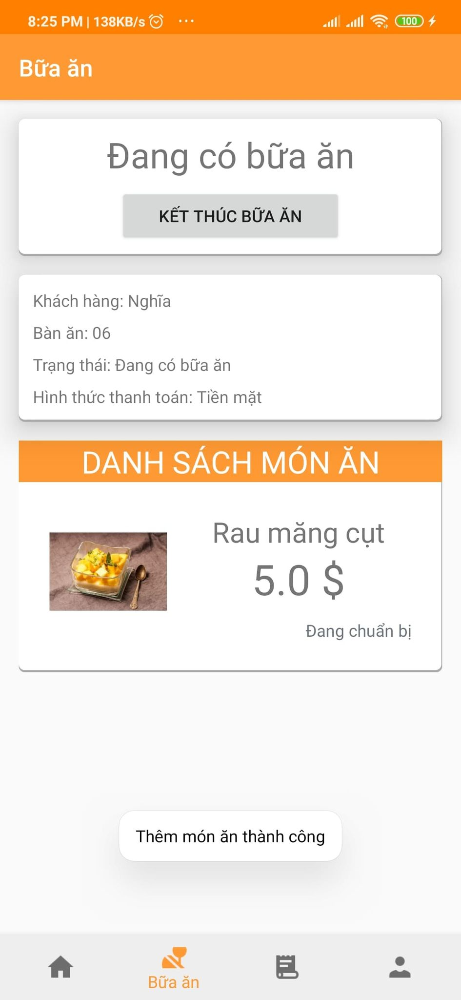 8:25 PM | 138KB/s ... 100
Bữa ăn
Đang có bữa ăn
KẾT THÚC BỮA ĂN
Khách hàng: Nghĩa
Bàn ăn: 06
Trạng thái: Đang có bữa ăn
Hình thức thanh toán: Tiền mặt
DANH SÁCH MÓN ĂN
Rau măng cụt
5.0 $
Đang chuẩn bị
Thêm món ăn thành công
Bữa ăn